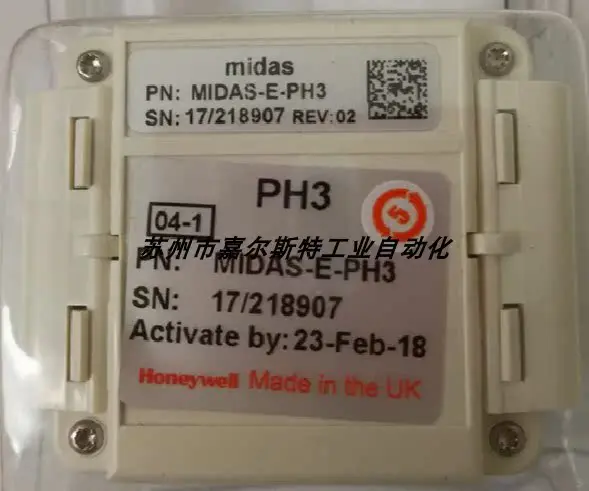 midas
PN: MIDAS-E-PH3
SN: 17/218907 REV: 02
PH3
04-1
5
苏州市嘉尔斯特工业自动化
PN: MIDAS-E-PH3
SN: 17/218907
Activate by: 23-Feb-18
Honeywell Made in the UK